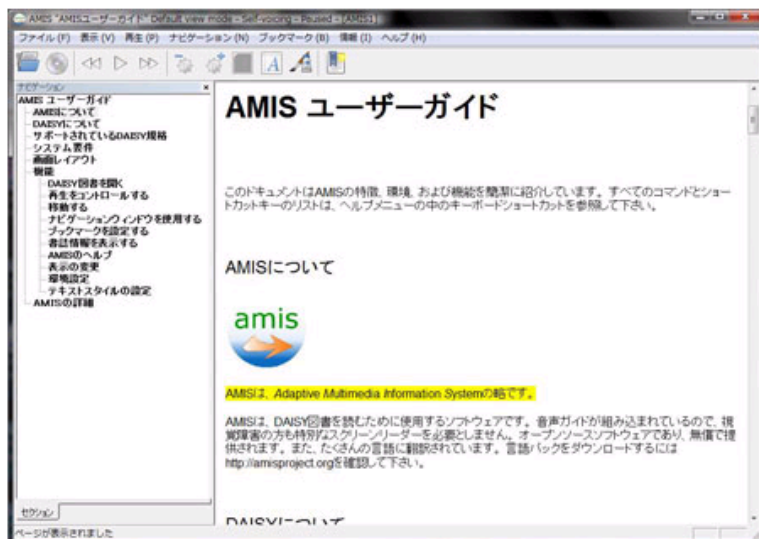 AMIS "AMISユーザーガイド" Default view mode - Self-voicing - Paused - [AMIS1]
ファイル(F) 表示(V) 再生(P) ナビゲーション(N) ブックマーク(B) 情報(I) ヘルプ(H)
ナビゲーション
AMIS ユーザーガイド
AMISについて
DAISYについて
サポートされているDAISY規格
システム要件
画面レイアウト
機能
DAISY図書を開く
再生をコントロールする
移動する
ナビゲーションウィンドウを使用する
ブックマークを設定する
書誌情報を表示する
AMISのヘルプ
表示の変更
環境設定
テキストスタイルの設定
AMISの詳細
セクション
AMIS ユーザーガイド
このドキュメントはAMISの特徴, 環境, および機能を簡潔に紹介しています。すべてのコマンドとショー
トカットキーのリストは、ヘルプメニューの中のキーボードショートカットを参照して下さい。
AMISについて
amis
AMISは、Adaptive Multimedia Information Systemの略です。
AMISは、DAISY図書を読むために使用するソフトウェアです。音声ガイドが組み込まれているので、視
覚障害の方も特別なスクリーンリーダーを必要としません。オープンソースソフトウェアであり、無償で提
供されます。また、たくさんの言語に翻訳されています。言語パックをダウンロードするには
http://amisproject.orgを確認して下さい。
DAISYについて
ページが表示されました